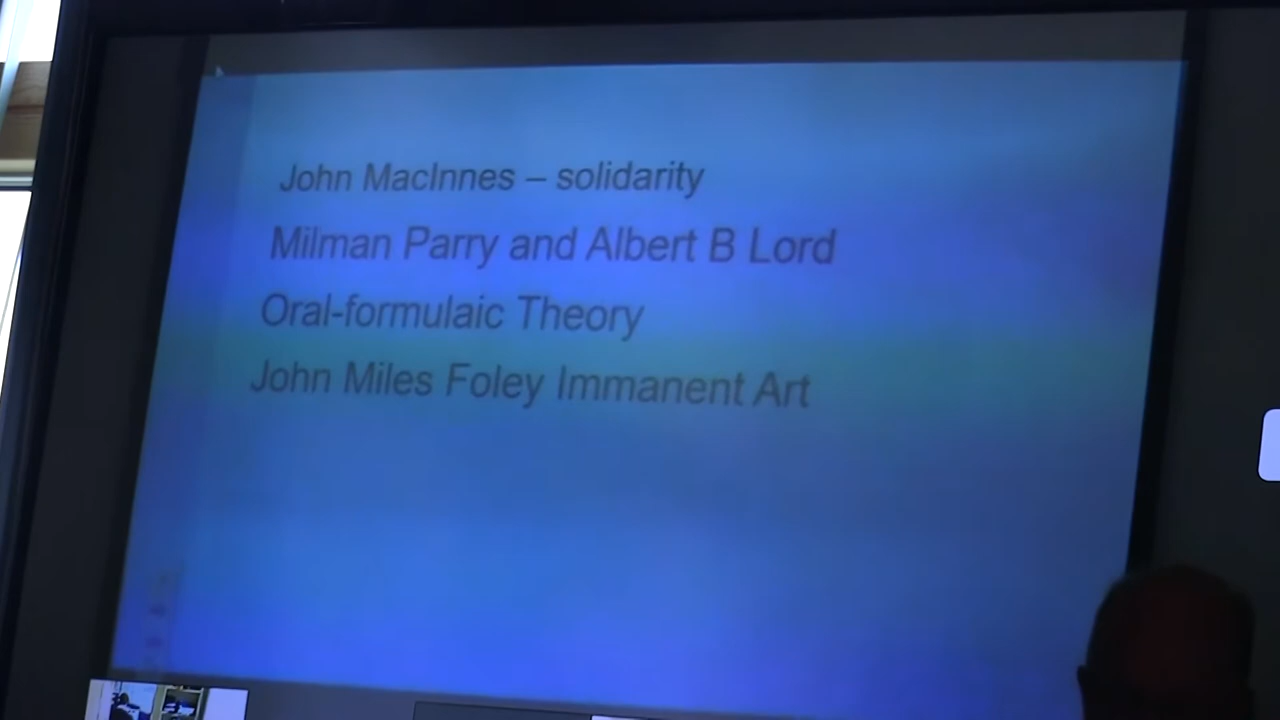 John MacInnes – solidarity
Milman Parry and Albert B Lord
Oral-formulaic Theory
John Miles Foley Immanent Art